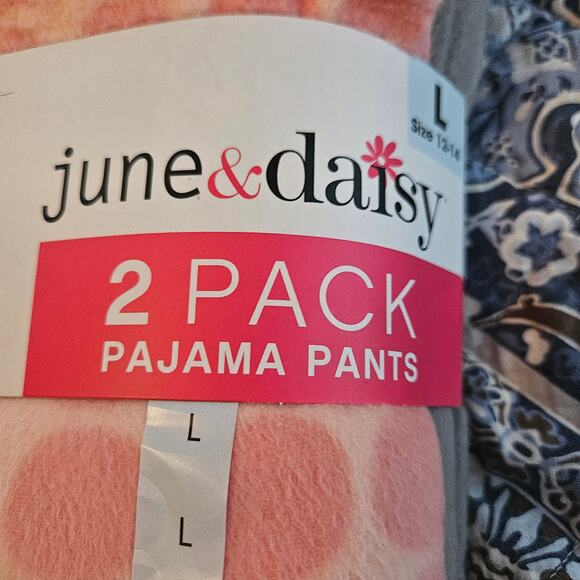 L
Size 12-14
june&daisy
2 PACK
PAJAMA PANTS
L
L